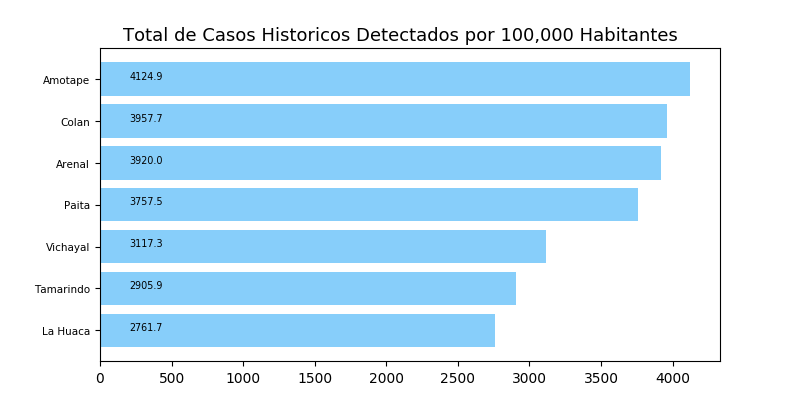 Total de Casos Historicos Detectados por 100,000 Habitantes
Amotape 4124.9
Colan 3957.7
Arenal 3920.0
Paita 3757.5
Vichayal 3117.3
Tamarindo 2905.9
La Huaca 2761.7
0 500 1000 1500 2000 2500 3000 3500 4000